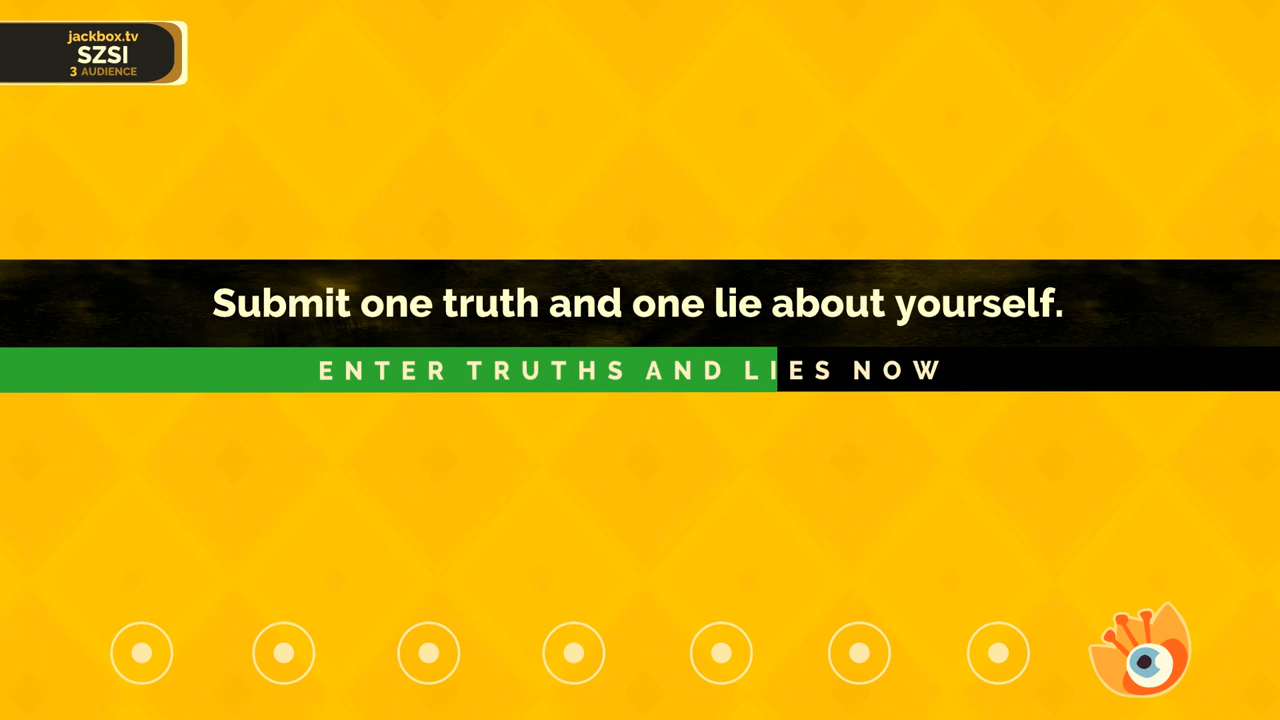 jackbox.tv
SZSI
3 AUDIENCE
Submit one truth and one lie about yourself.
ENTER TRUTHS AND LIES NOW